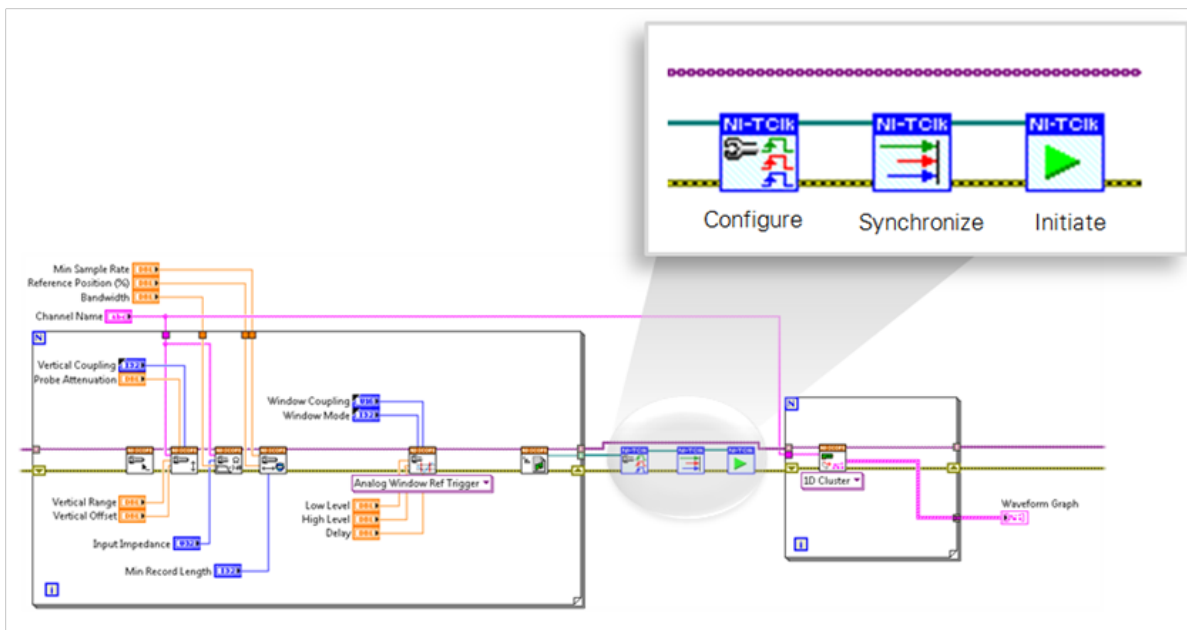 NI-TClk NI-TClk NI-TClk
Configure Synchronize Initiate
Min Sample Rate
Reference Position (%)
Bandwidth
Channel Name
N
Vertical Coupling
Probe Attenuation
Window Coupling
Window Mode
Analog Window Ref Trigger
Vertical Range
Vertical Offset
Low Level
High Level
Delay
Input Impedance
Min Record Length
i
N
1D Cluster
Waveform Graph
i